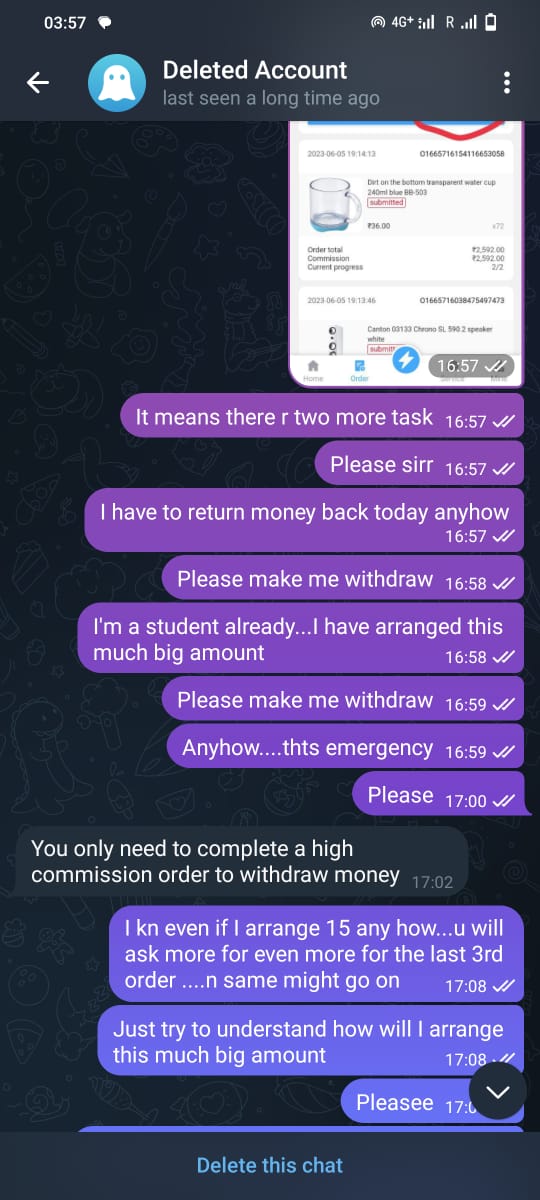 03:57
4G+
R
Deleted Account
last seen a long time ago
2023-06-05 19:14:13
O1665716154116653058
Dirt on the bottom transparent water cup
240ml blue BB-503
submitted
₹36.00
x72
Order total
₹2,592.00
Commission
₹2,592.00
Current progress
2/2
2023-06-05 19:13:46
O1665716038475497473
Canton 03133 Chrono SL 590.2 speaker
white
Home
Order
16:57
It means there r two more task 16:57
Please sirr 16:57
I have to return money back today anyhow
16:57
Please make me withdraw 16:58
I'm a student already...I have arranged this
much big amount 16:58
Please make me withdraw 16:59
Anyhow....thts emergency 16:59
Please 17:00
You only need to complete a high
commission order to withdraw money 17:02
I kn even if I arrange 15 any how...u will
ask more for even more for the last 3rd
order ....n same might go on 17:08
Just try to understand how will I arrange
this much big amount 17:08
Pleasee
Delete this chat